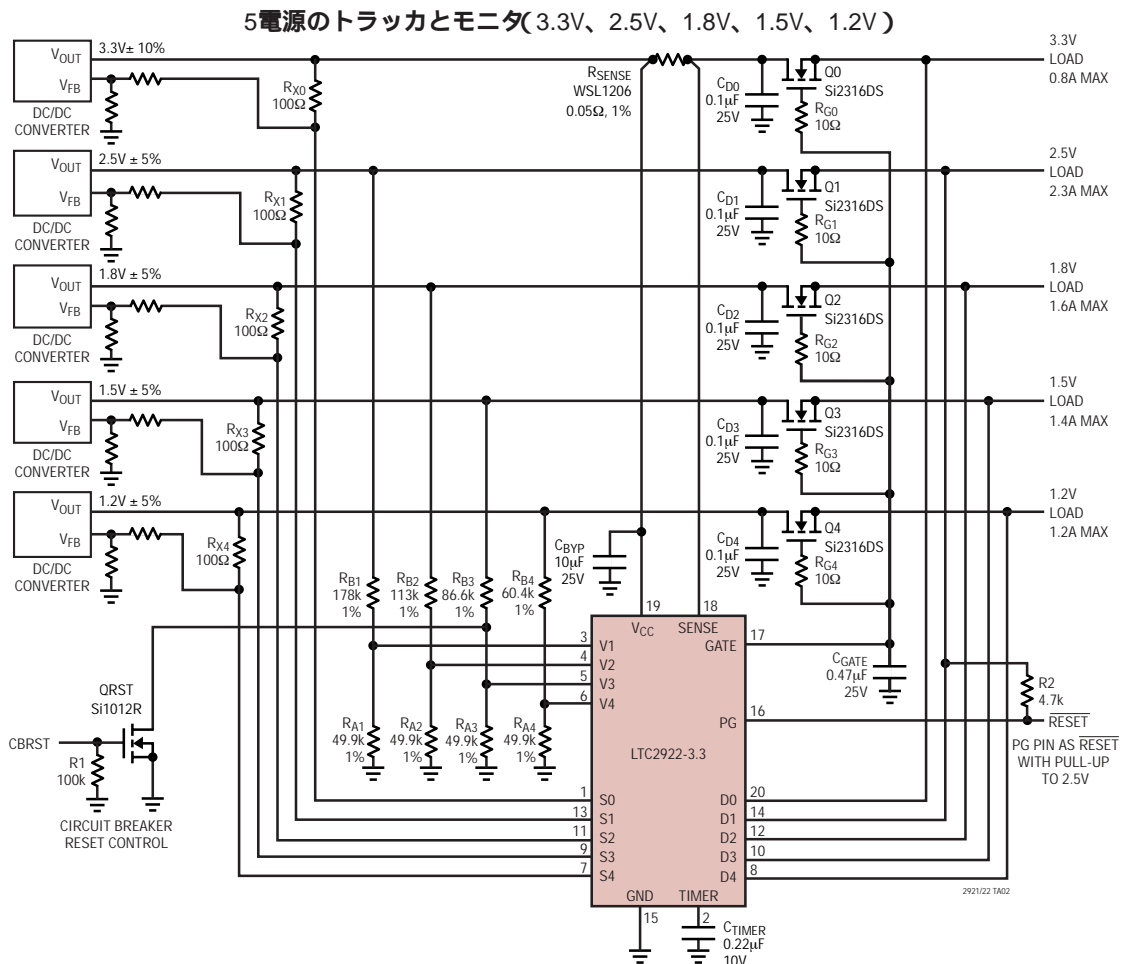 5電源のトラッカとモニタ(3.3V、2.5V、1.8V、1.5V、1.2V)
VOUT
VFB
DC/DC
CONVERTER
3.3V± 10%
RX0
100Ω
RSENSE
WSL1206
0.05Ω, 1%
CD0
0.1µF
25V
Q0
Si2316DS
RG0
10Ω
3.3V
LOAD
0.8A MAX
VOUT
VFB
DC/DC
CONVERTER
2.5V ± 5%
RX1
100Ω
CD1
0.1µF
25V
Q1
Si2316DS
RG1
10Ω
2.5V
LOAD
2.3A MAX
VOUT
VFB
DC/DC
CONVERTER
1.8V ± 5%
RX2
100Ω
CD2
0.1µF
25V
Q2
Si2316DS
RG2
10Ω
1.8V
LOAD
1.6A MAX
VOUT
VFB
DC/DC
CONVERTER
1.5V ± 5%
RX3
100Ω
CD3
0.1µF
25V
Q3
Si2316DS
RG3
10Ω
1.5V
LOAD
1.4A MAX
VOUT
VFB
DC/DC
CONVERTER
1.2V ± 5%
RX4
100Ω
CD4
0.1µF
25V
Q4
Si2316DS
RG4
10Ω
1.2V
LOAD
1.2A MAX
CBYP
10µF
25V
RB1
178k
1%
RB2
113k
1%
RB3
86.6k
1%
RB4
60.4k
1%
19
18
VCC
SENSE
3
V1
4
V2
5
V3
6
V4
GATE
17
CGATE
0.47µF
25V
PG
16
R2
4.7k
RESET
PG PIN AS RESET
WITH PULL-UP
TO 2.5V
QRST
Si1012R
CBRST
R1
100k
CIRCUIT BREAKER
RESET CONTROL
RA1
49.9k
1%
RA2
49.9k
1%
RA3
49.9k
1%
RA4
49.9k
1%
LTC2922-3.3
1
S0
13
S1
11
S2
9
S3
7
S4
D0
20
D1
14
D2
12
D3
10
D4
8
GND
TIMER
15
2
CTIMER
0.22µF
10V
2921/22 TA02